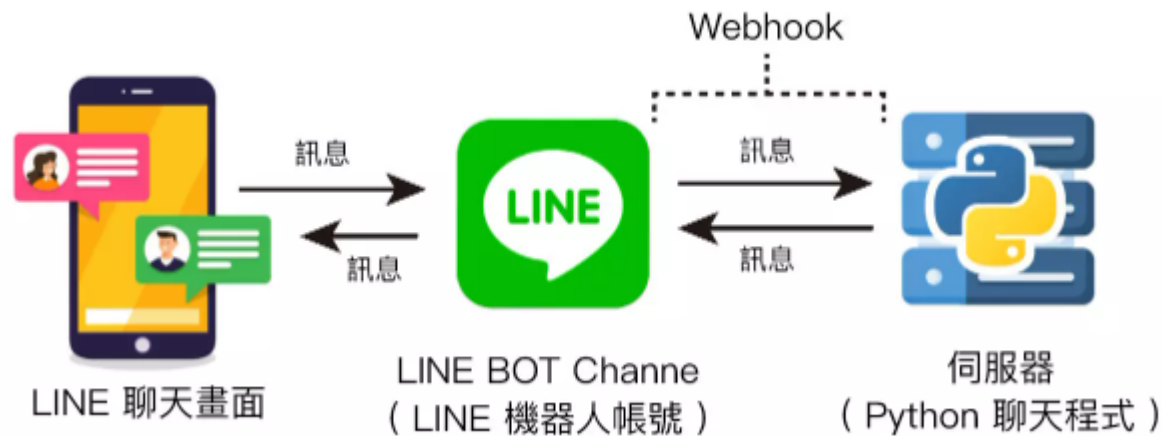 Webhook
訊息
訊息
LINE
訊息
訊息
LINE 聊天畫面
LINE BOT Channe
( LINE 機器人帳號 )
伺服器
( Python 聊天程式 )